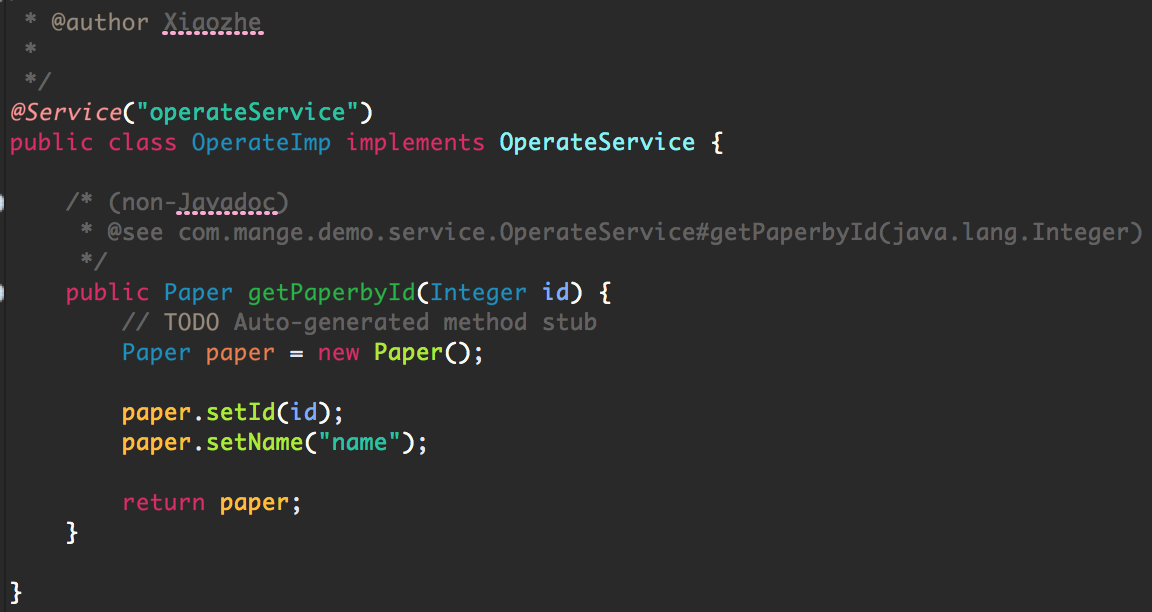 * @author Xiaozhe
*
*/
@Service("operateService")
public class OperateImp implements OperateService {
/* (non-Javadoc)
* @see com.mange.demo.service.OperateService#getPaperbyId(java.lang.Integer)
*/
public Paper getPaperbyId(Integer id) {
// TODO Auto-generated method stub
Paper paper = new Paper();
paper.setId(id);
paper.setName("name");
return paper;
}
}